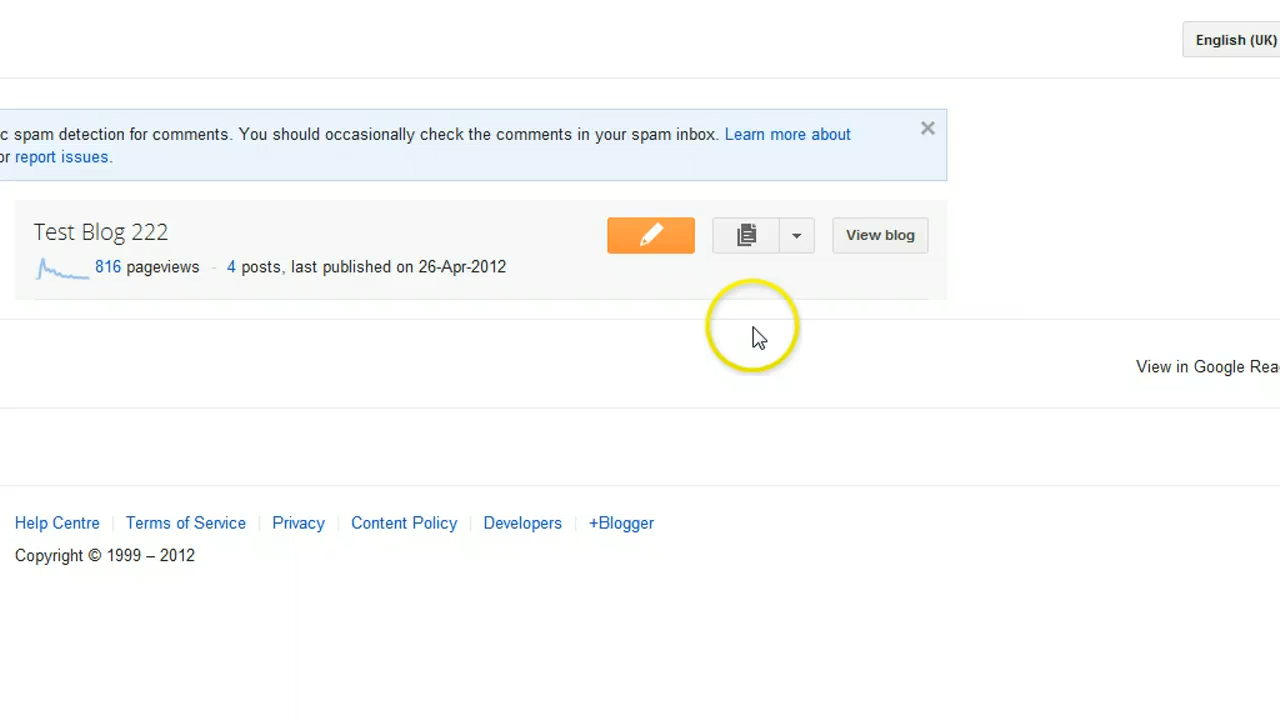 English (UK)
c spam detection for comments. You should occasionally check the comments in your spam inbox. Learn more about
or report issues.
Test Blog 222
View blog
816 pageviews - 4 posts, last published on 26-Apr-2012
View in Google Rea
Help Centre | Terms of Service | Privacy | Content Policy | Developers | +Blogger
Copyright © 1999 – 2012